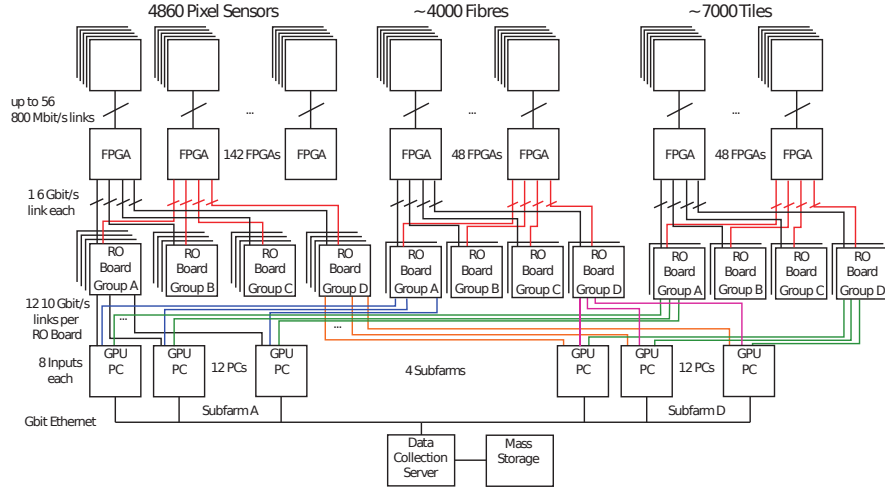 4860 Pixel Sensors
~4000 Fibres
~7000 Tiles
up to 56
800 Mbit/s links
...
...
...
FPGA
FPGA
142 FPGAs
FPGA
FPGA
48 FPGAs
FPGA
FPGA
48 FPGAs
FPGA
1 6 Gbit/s
link each
RO
Board
Group A
RO
Board
Group B
RO
Board
Group C
RO
Board
Group D
RO
Board
Group A
RO
Board
Group B
RO
Board
Group C
RO
Board
Group D
RO
Board
Group A
RO
Board
Group B
RO
Board
Group C
RO
Board
Group D
12 10 Gbit/s
links per
RO Board
...
...
8 Inputs
each
GPU
PC
GPU
PC
12 PCs
GPU
PC
4 Subfarms
GPU
PC
GPU
PC
12 PCs
GPU
PC
Subfarm A
Subfarm D
Gbit Ethernet
Data
Collection
Server
Mass
Storage